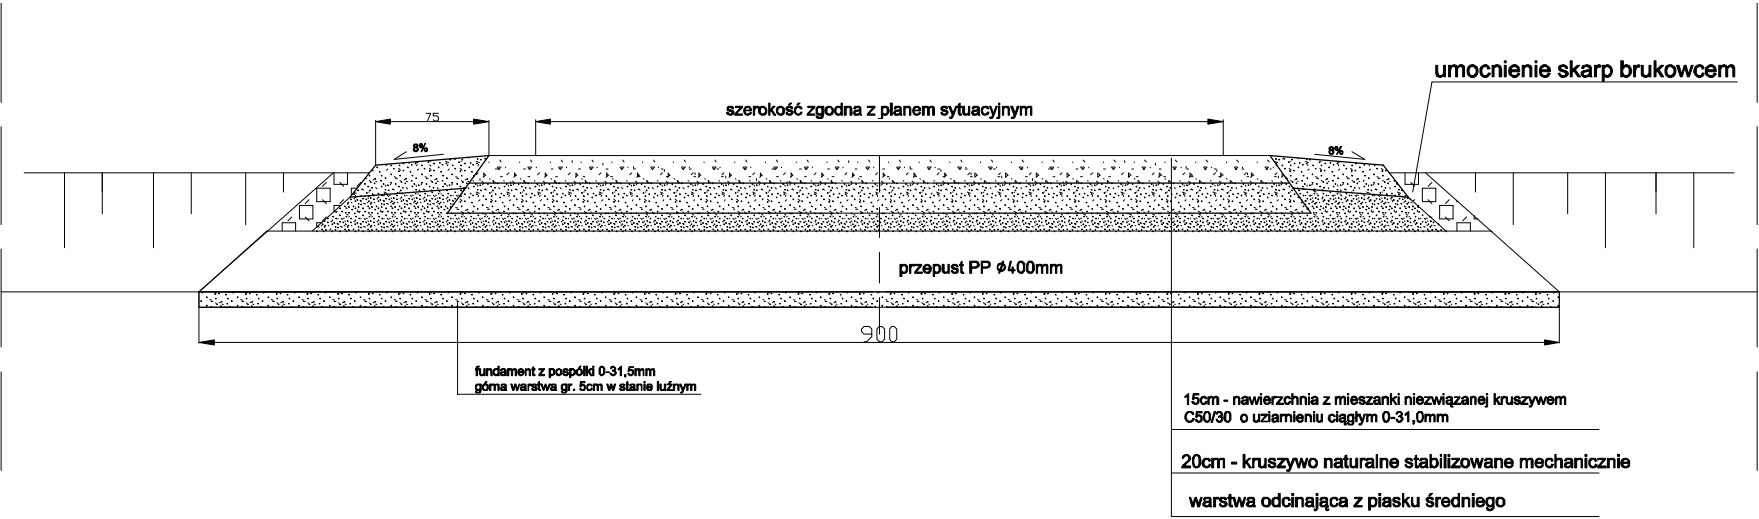 umocnienie skarp brukowcem
szerokość zgodna z planem sytuacyjnym
75
8%
8%
przepust PP Ø400mm
900
fundament z pospółki 0-31,5mm
górna warstwa gr. 5cm w stanie luźnym
15cm - nawierzchnia z mieszanki niezwiązanej kruszywem
C50/30 o uziarnieniu ciągłym 0-31,0mm
20cm - kruszywo naturalne stabilizowane mechanicznie
warstwa odcinająca z piasku średniego